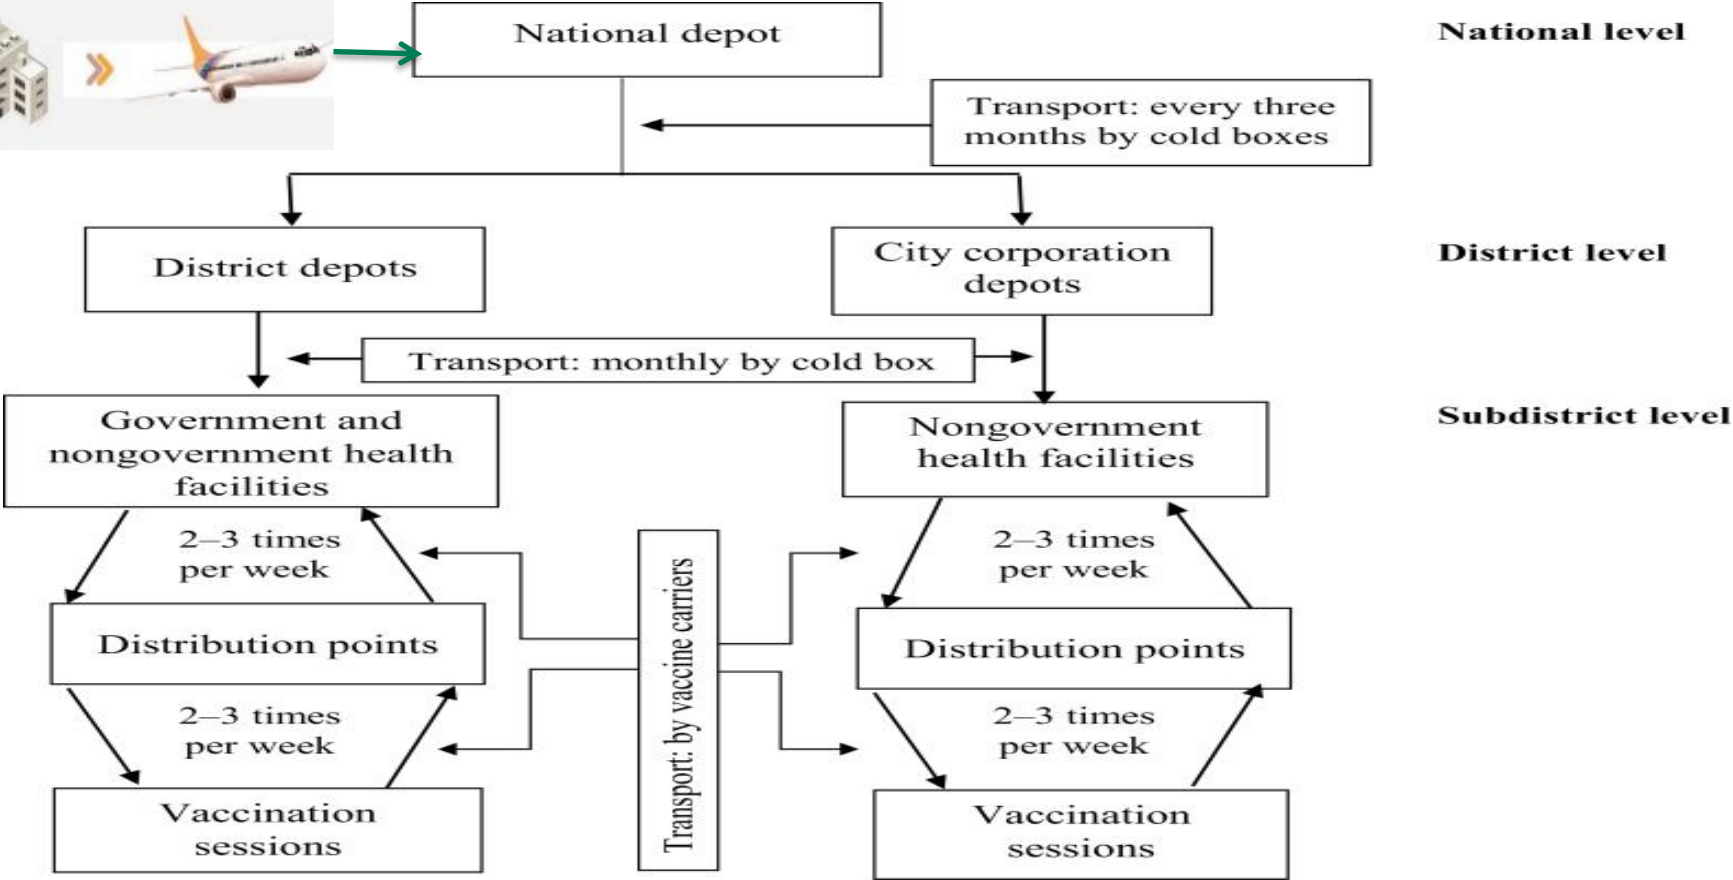 National depot
National level
Transport: every three
months by cold boxes
District depots
City corporation
depots
District level
Transport: monthly by cold box
Government and
nongovernment health
facilities
Nongovernment
health facilities
Subdistrict level
2–3 times
per week
2–3 times
per week
Distribution points
Transport: by vaccine carriers
Distribution points
2–3 times
per week
2–3 times
per week
Vaccination
sessions
Vaccination
sessions